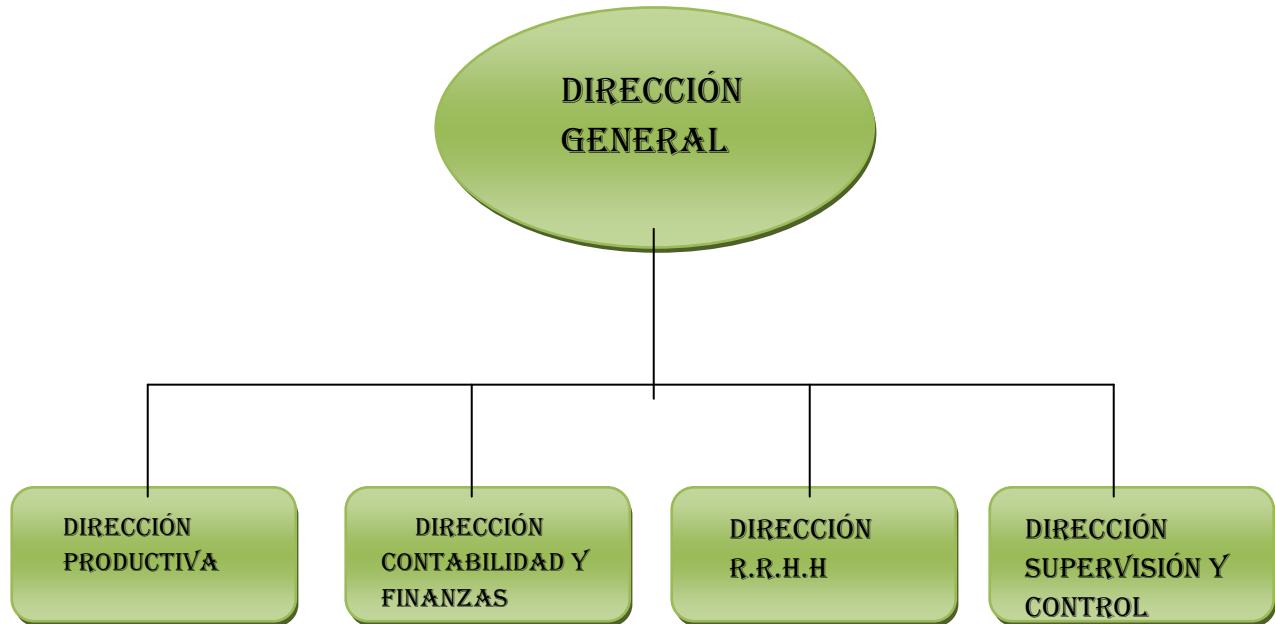 DIRECCIÓN
GENERAL
DIRECCIÓN
PRODUCTIVA
DIRECCIÓN
CONTABILIDAD Y
FINANZAS
DIRECCIÓN
R.R.H.H
DIRECCIÓN
SUPERVISIÓN Y
CONTROL